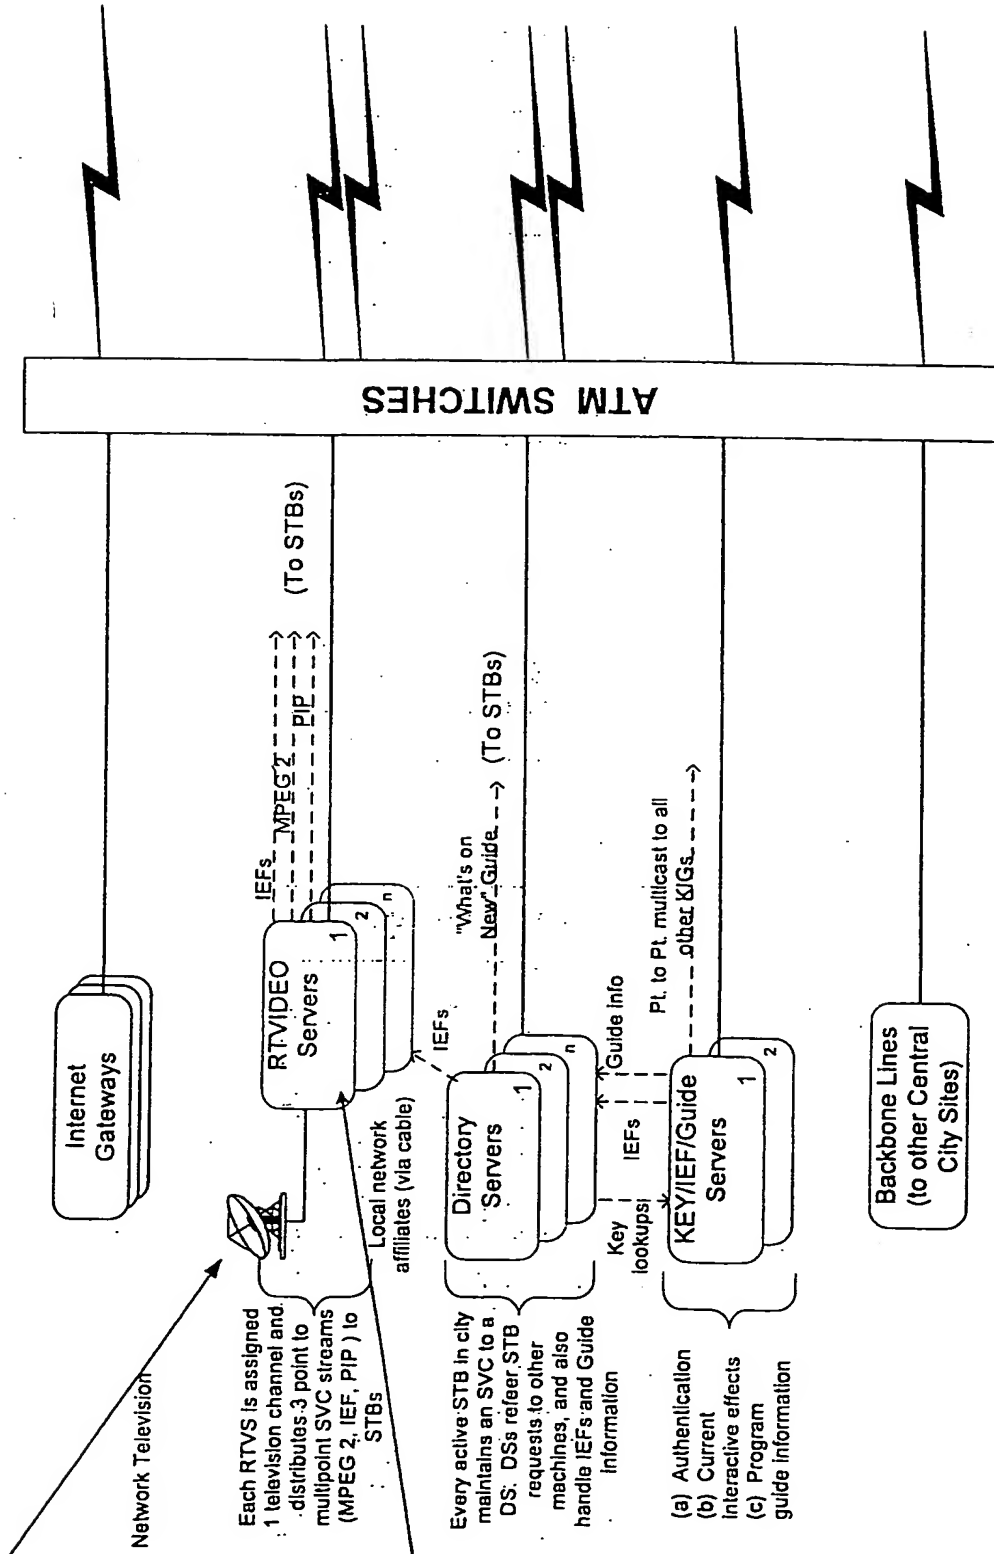 Internet
Gateways
Network Television
Each RTVS is assigned
1 television channel and
distributes 3 point to
multipoint SVC streams
(MPEG 2, IEF, PIP ) to
STBs
RTVIDEO
Servers
1
2
n
IEFs
MPEG 2
PIP
(To STBs)
Local network
affiliates (via cable)
IEFs
Every active STB in city
maintains an SVC to a
DS: DSs refeer STB
requests to other
machines, and also
handle IEFs and Guide
Information
Directory
Servers
1
2
n
"What's on
New" Guide
(To STBs)
Key
lookups
IEFs
Guide Info
(a) Authentication
(b) Current
interactive effects
(c) Program
guide information
KEY/IEF/Guide
Servers
1
2
Pt. to Pt. multicast to all
other KIGs
Backbone Lines
(to other Central
City Sites)
ATM SWITCHES